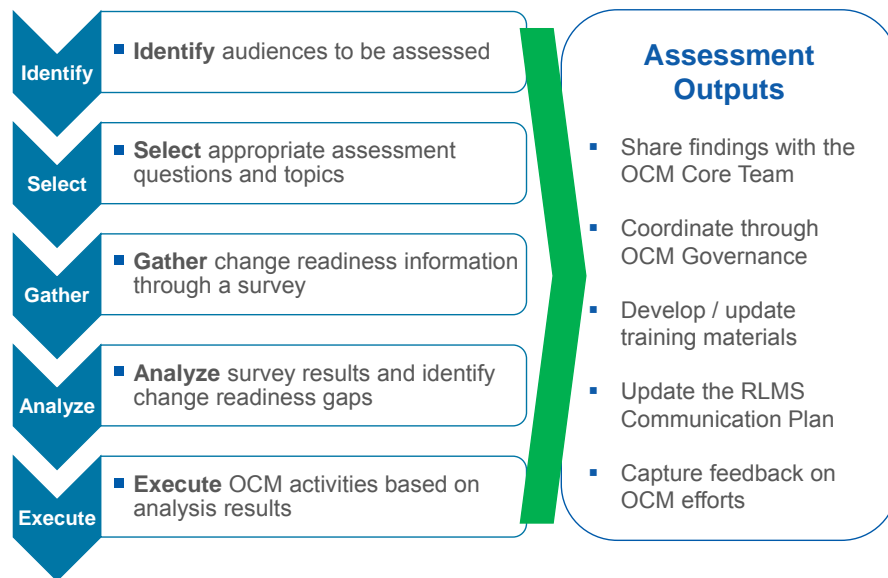 Identify
▪ Identify audiences to be assessed
Select
▪ Select appropriate assessment
questions and topics
Gather
▪ Gather change readiness information
through a survey
Analyze
▪ Analyze survey results and identify
change readiness gaps
Execute
▪ Execute OCM activities based on
analysis results
Assessment
Outputs
▪ Share findings with the
OCM Core Team
▪ Coordinate through
OCM Governance
▪ Develop / update
training materials
▪ Update the RLMS
Communication Plan
▪ Capture feedback on
OCM efforts